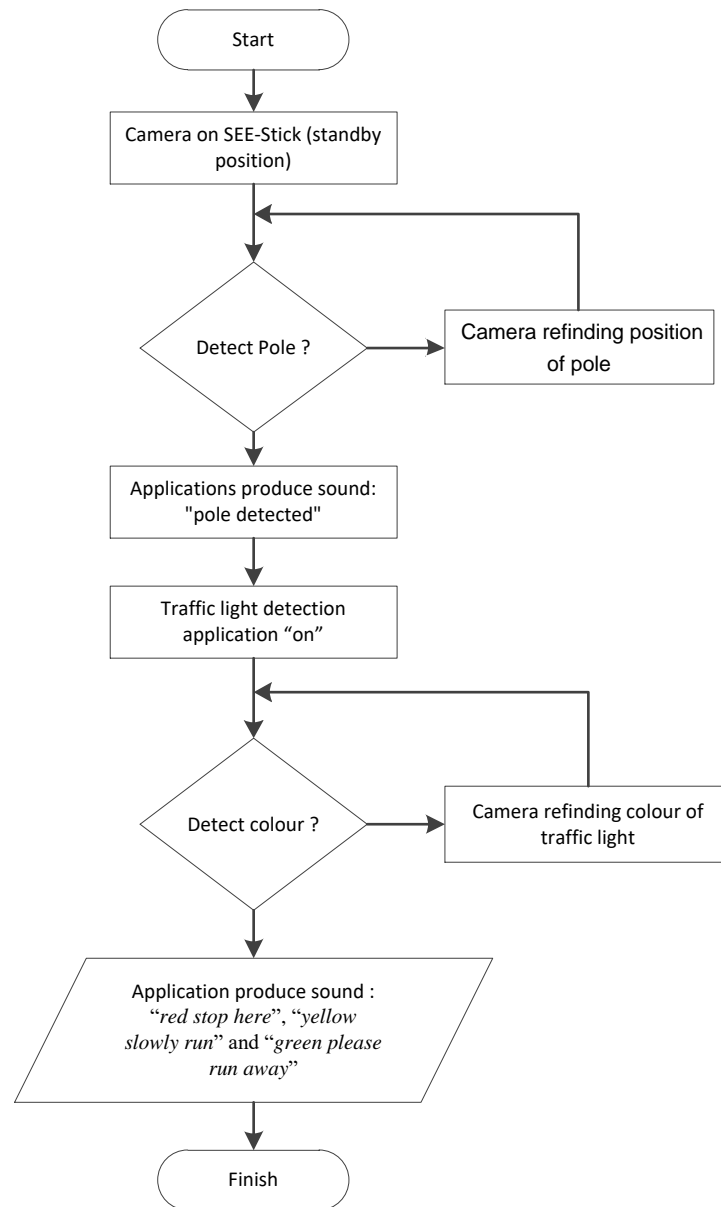 Start
Camera on SEE-Stick (standby
position)
Detect Pole ?
Camera refinding position
of pole
Applications produce sound:
"pole detected"
Traffic light detection
application “on”
Detect colour ?
Camera refinding colour of
traffic light
Application produce sound :
“red stop here”, “yellow
slowly run” and “green please
run away”
Finish